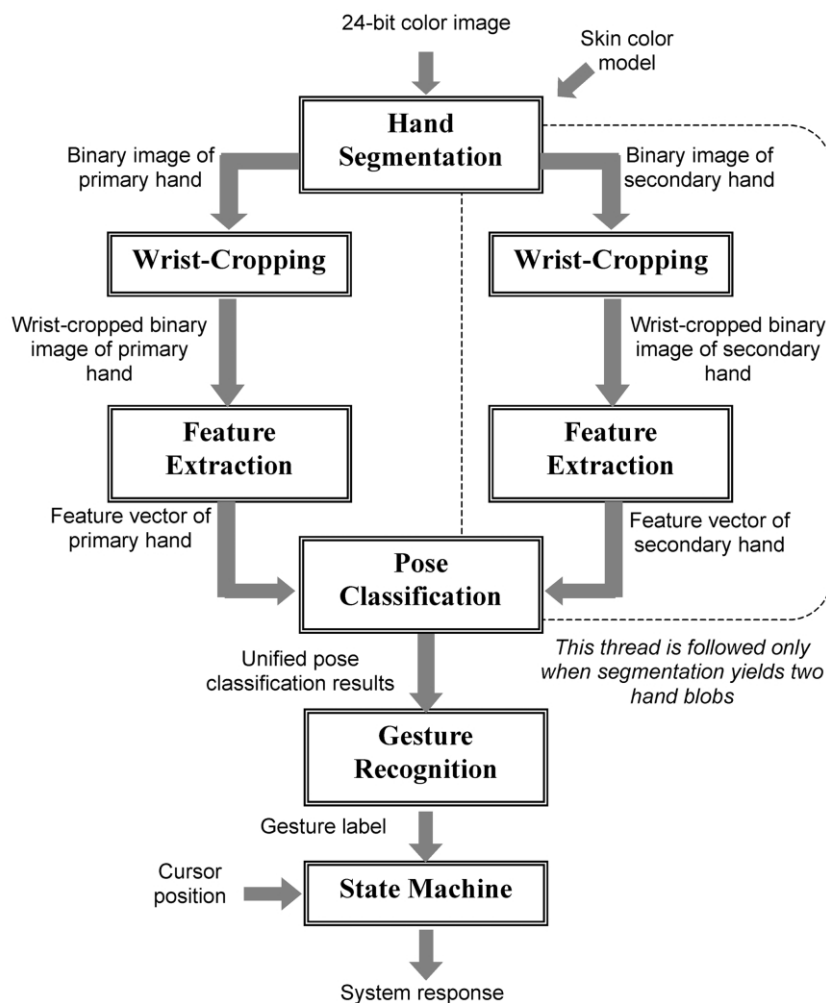 24-bit color image
Skin color
model
Hand
Segmentation
Binary image of
primary hand
Binary image of
secondary hand
Wrist-Cropping
Wrist-Cropping
Wrist-cropped binary
image of primary
hand
Wrist-cropped binary
image of secondary
hand
Feature
Extraction
Feature
Extraction
Feature vector of
primary hand
Feature vector of
secondary hand
Pose
Classification
This thread is followed only
when segmentation yields two
hand blobs
Unified pose
classification results
Gesture
Recognition
Gesture label
Cursor
position
State Machine
System response